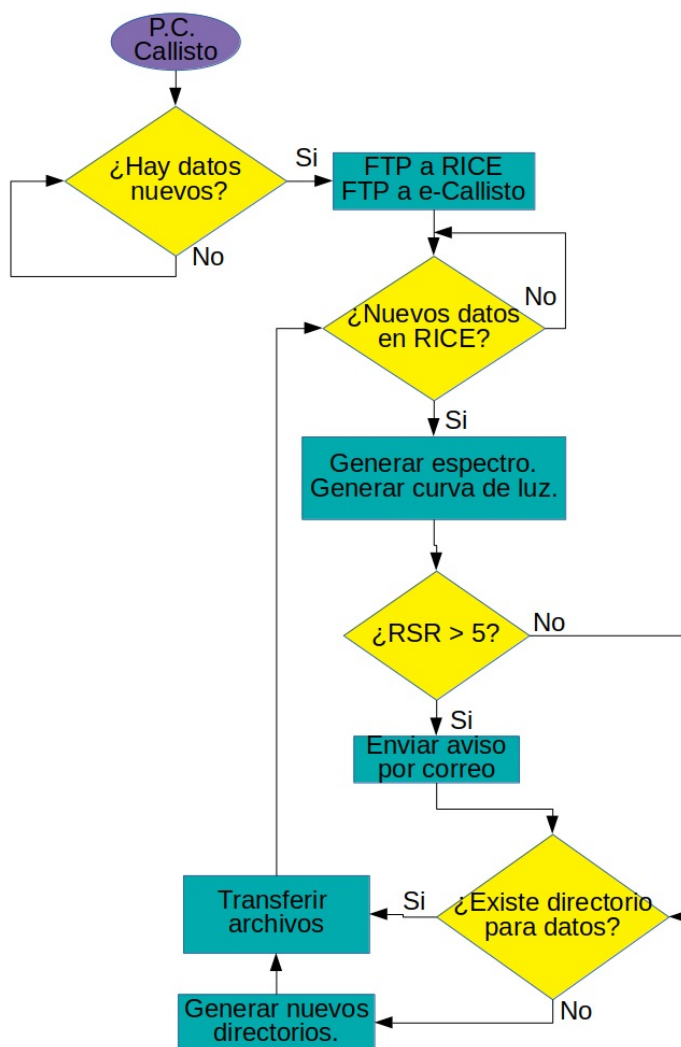 P.C.
Callisto
¿Hay datos
nuevos?
Si
No
FTP a RICE
FTP a e-Callisto
¿Nuevos datos
en RICE?
No
Si
Generar espectro.
Generar curva de luz.
¿RSR > 5?
No
Si
Enviar aviso
por correo
¿Existe directorio
para datos?
Si
No
Transferir
archivos
Generar nuevos
directorios.